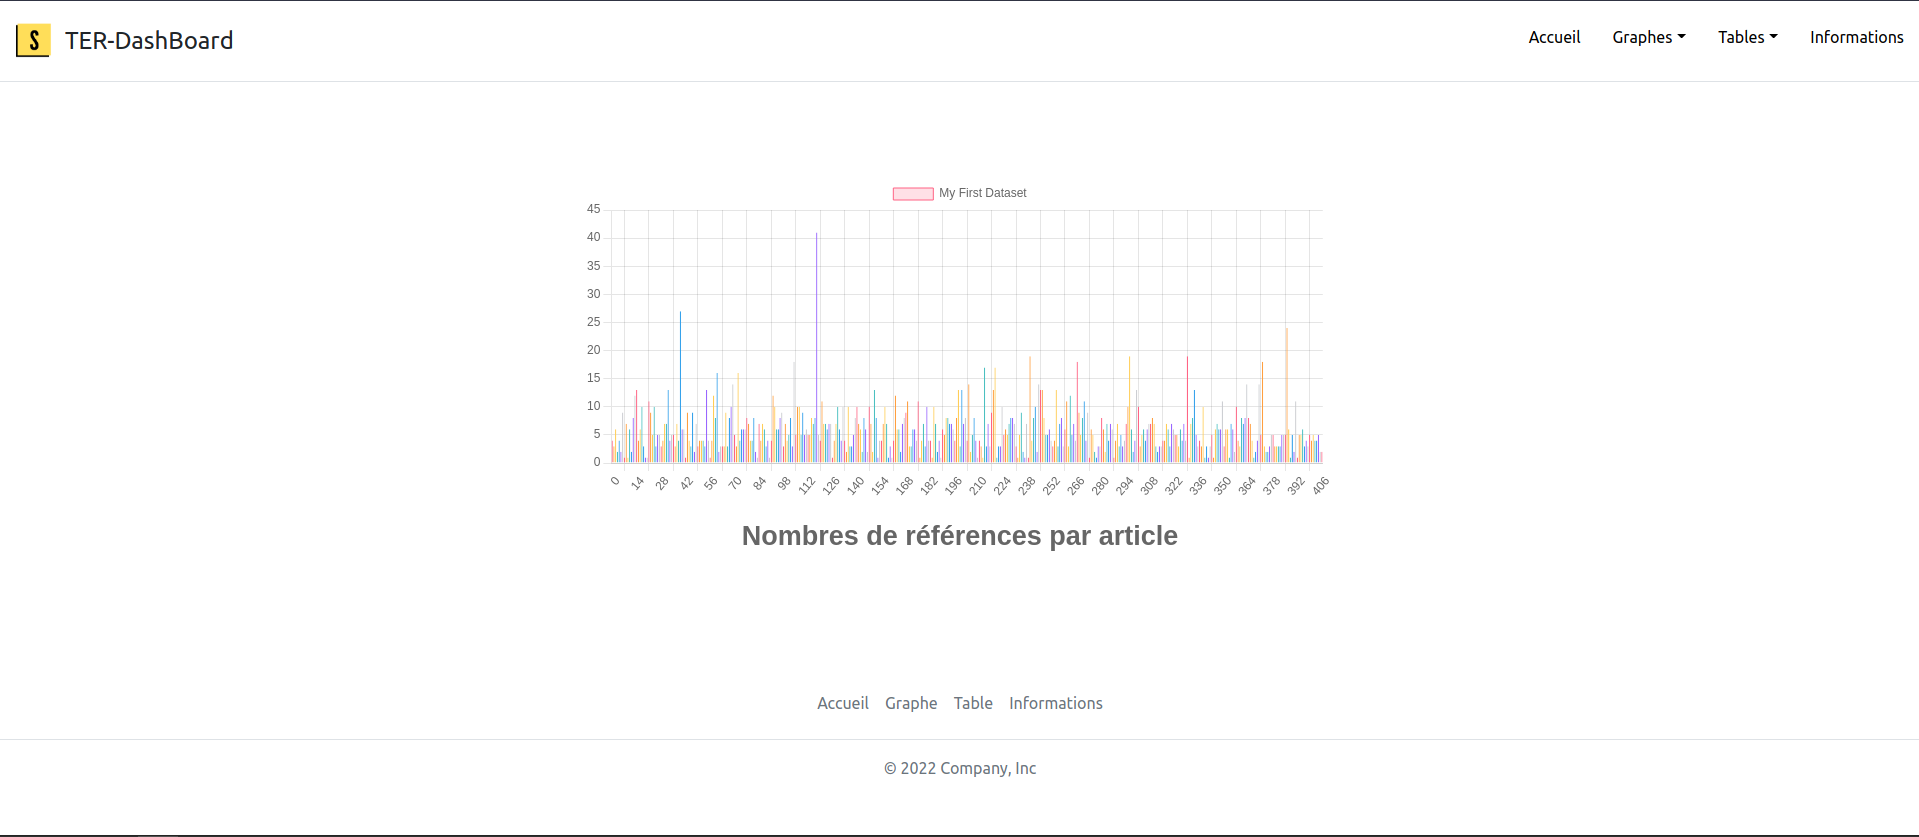 S TER-DashBoard
Accueil Graphes Tables Informations
My First Dataset
45
40
35
30
25
20
15
10
5
0
0 14 28 42 56 70 84 98 112 126 140 154 168 182 196 210 224 238 252 266 280 294 308 322 336 350 364 378 392 406
Nombres de références par article
Accueil Graphe Table Informations
© 2022 Company, Inc